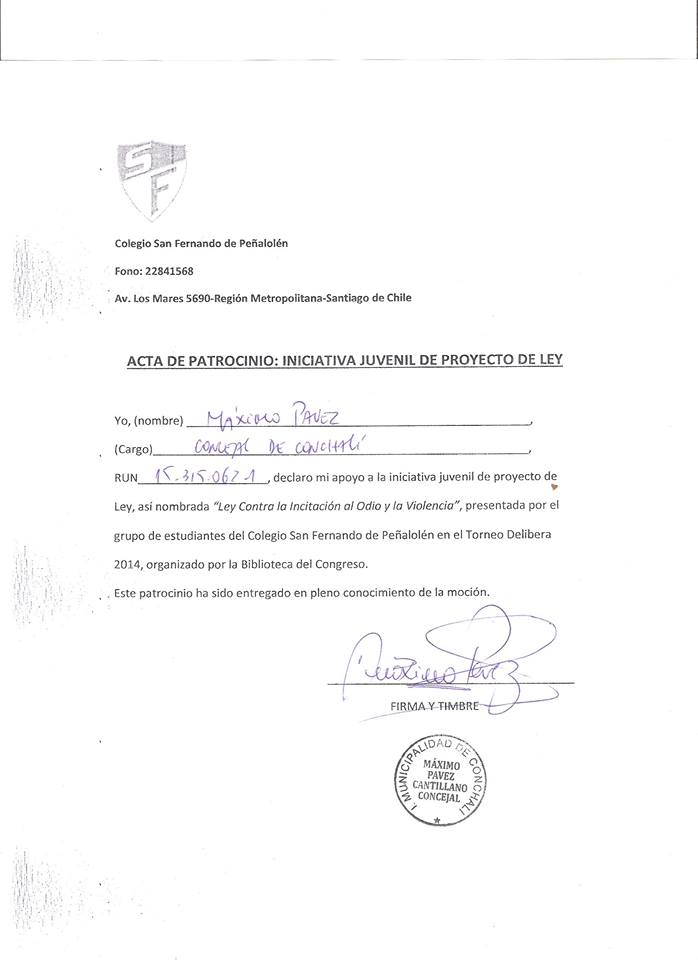 SF
Colegio San Fernando de Peñalolén
Fono: 22841568
Av. Los Mares 5690-Región Metropolitana-Santiago de Chile
ACTA DE PATROCINIO: INICIATIVA JUVENIL DE PROYECTO DE LEY
Yo, (nombre) MÁXIMO PAVEZ,
(Cargo) CONCEJAL DE CONCHALÍ,
RUN 15.315.062-1, declaro mi apoyo a la iniciativa juvenil de proyecto de
Ley, así nombrada “Ley Contra la Incitación al Odio y la Violencia”, presentada por el
grupo de estudiantes del Colegio San Fernando de Peñalolén en el Torneo Delibera
2014, organizado por la Biblioteca del Congreso.
Este patrocinio ha sido entregado en pleno conocimiento de la moción.
Máximo Pavez
FIRMA Y TIMBRE
I. MUNICIPALIDAD DE CONCHALI
MÁXIMO
PAVEZ
CANTILLANO
CONCEJAL